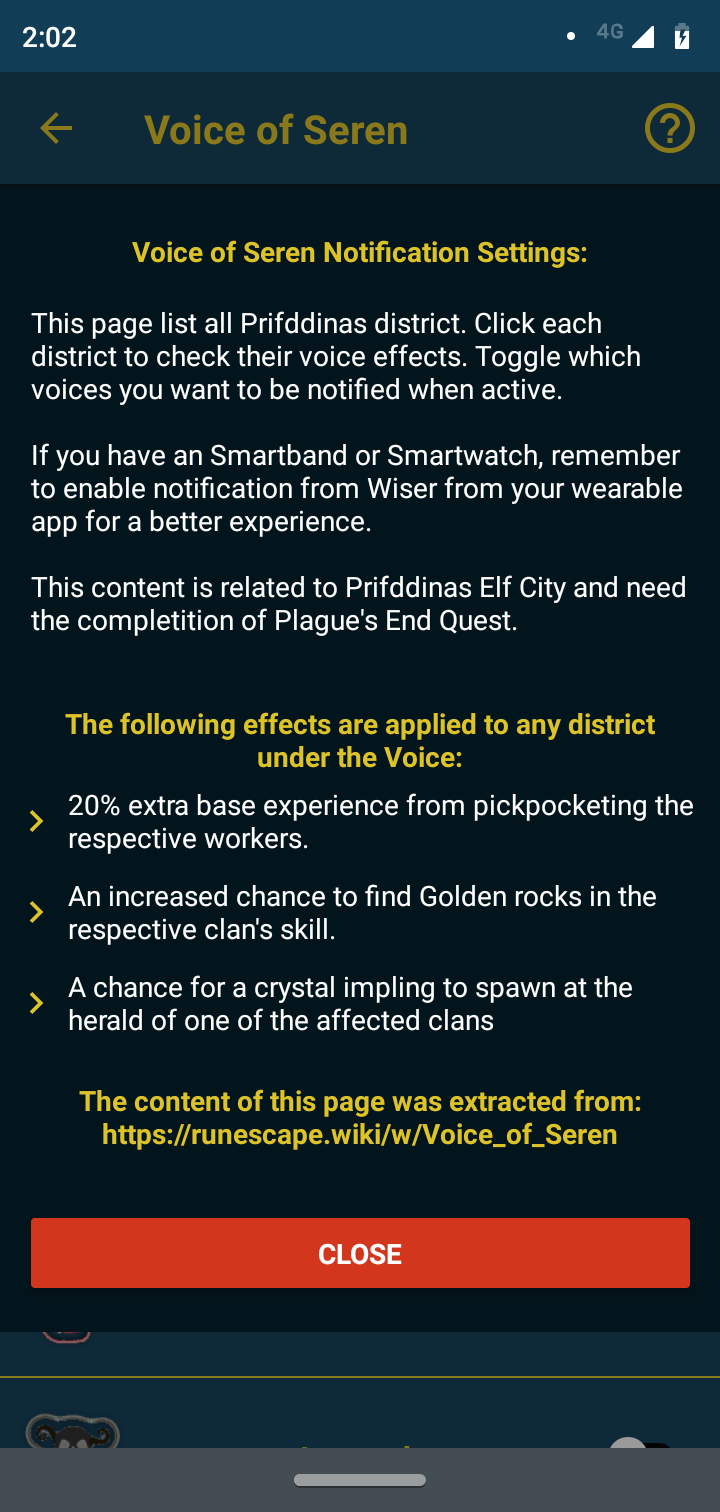 2:02
4G
Voice of Seren
Voice of Seren Notification Settings:
This page list all Prifddinas district. Click each
district to check their voice effects. Toggle which
voices you want to be notified when active.
If you have an Smartband or Smartwatch, remember
to enable notification from Wiser from your wearable
app for a better experience.
This content is related to Prifddinas Elf City and need
the completition of Plague's End Quest.
The following effects are applied to any district
under the Voice:
20% extra base experience from pickpocketing the
respective workers.
An increased chance to find Golden rocks in the
respective clan's skill.
A chance for a crystal impling to spawn at the
herald of one of the affected clans
The content of this page was extracted from:
https://runescape.wiki/w/Voice_of_Seren
CLOSE